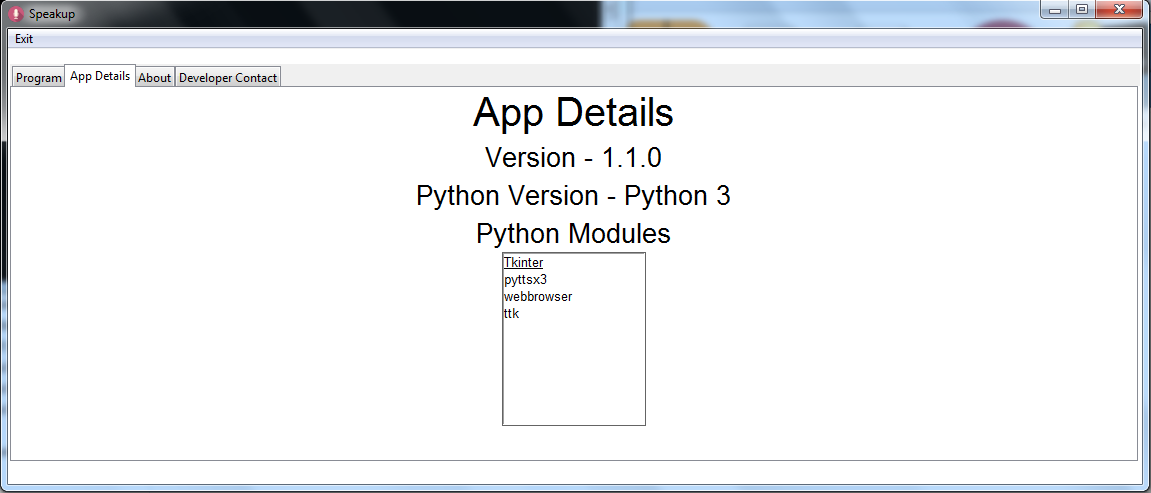 Speakup
Exit
Program App Details About Developer Contact
App Details
Version - 1.1.0
Python Version - Python 3
Python Modules
Tkinter
pyttsx3
webbrowser
ttk